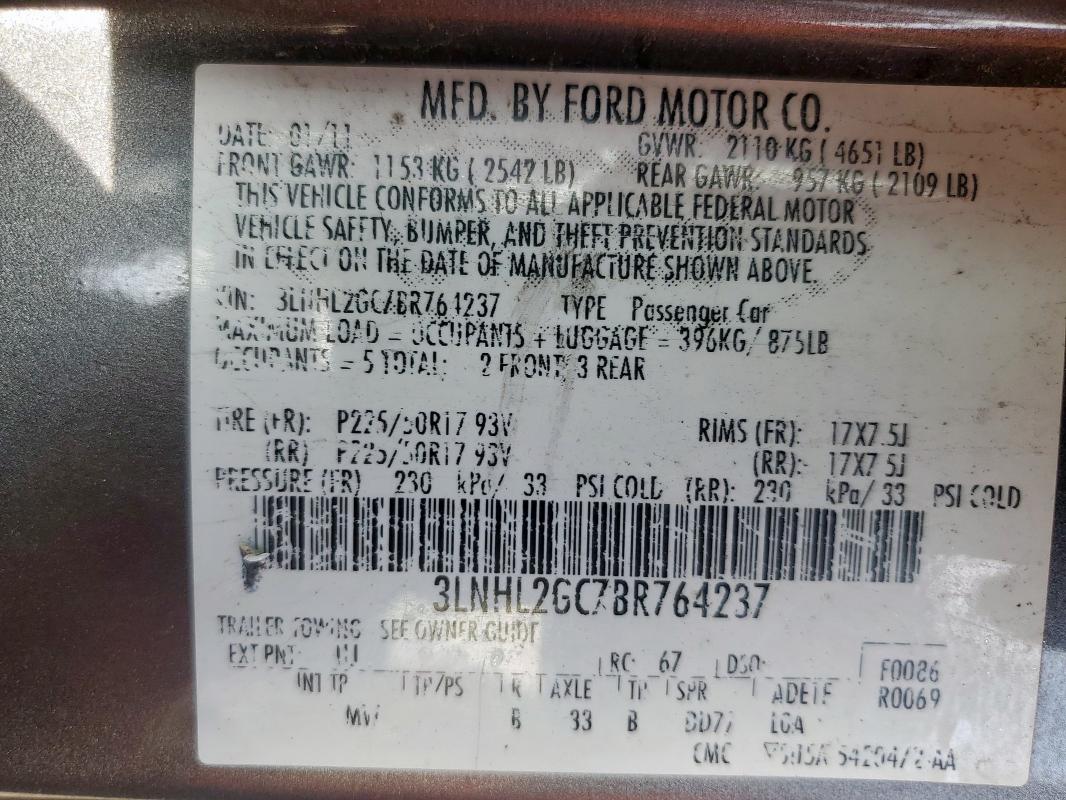 MFD. BY FORD MOTOR CO.
DATE 01/11 GVWR: 2110 KG ( 4651 LB)
FRONT GAWR: 1153 KG ( 2542 LB) REAR GAWR: 957 KG ( 2109 LB)
THIS VEHICLE CONFORMS TO ALL APPLICABLE FEDERAL MOTOR
VEHICLE SAFETY, BUMPER, AND THEFT PREVENTION STANDARDS
IN EFFECT ON THE DATE OF MANUFACTURE SHOWN ABOVE.
VIN: 3LNHL2GC7BR764237 TYPE Passenger Car
MAXIMUM LOAD = OCCUPANTS + LUGGAGE = 396KG/ 875LB
OCCUPANTS = 5 TOTAL; 2 FRONT, 3 REAR
TIRE (FR): P225/50R17 93V RIMS (FR): 17X7.5J
(RR) P225/50R17 93V (RR): 17X7.5J
PRESSURE (FR) 230 kPa/ 33 PSI COLD (RR): 230 kPa/ 33 PSI COLD
3LNHL2GC7BR764237
TRAILER TOWING SEE OWNER GUIDE
EXT PNT: UJ RC: 67 DSO: F0086
INT TR TP/PS R AXLE TR SPR ADETF R0069
MW B 33 B DD77
CMC